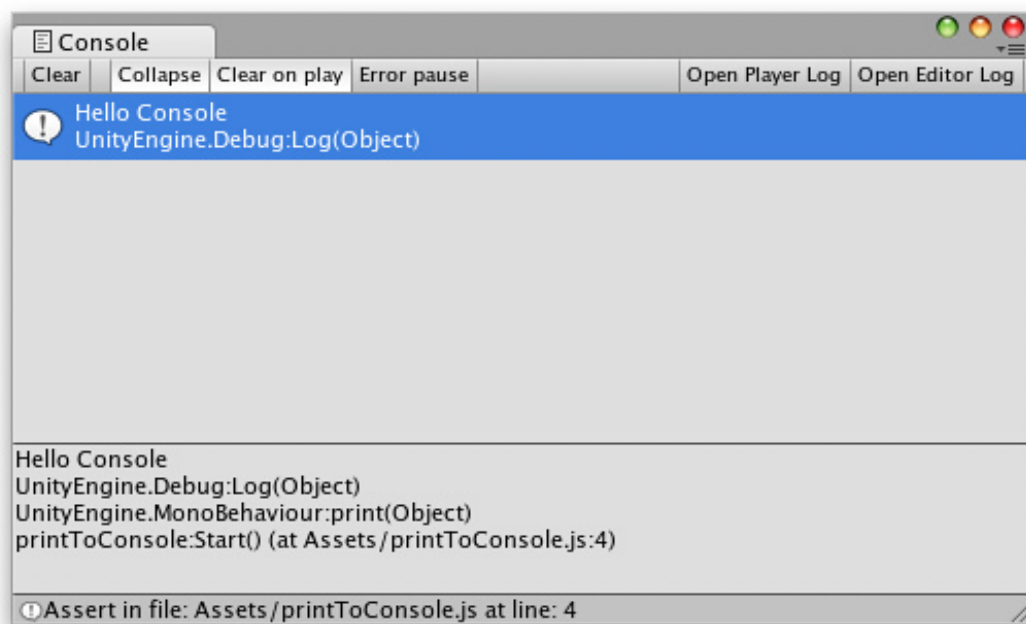 Console
Clear Collapse Clear on play Error pause Open Player Log Open Editor Log
Hello Console
UnityEngine.Debug:Log(Object)
Hello Console
UnityEngine.Debug:Log(Object)
UnityEngine.MonoBehaviour:print(Object)
printToConsole:Start() (at Assets/printToConsole.js:4)
Assert in file: Assets/printToConsole.js at line: 4